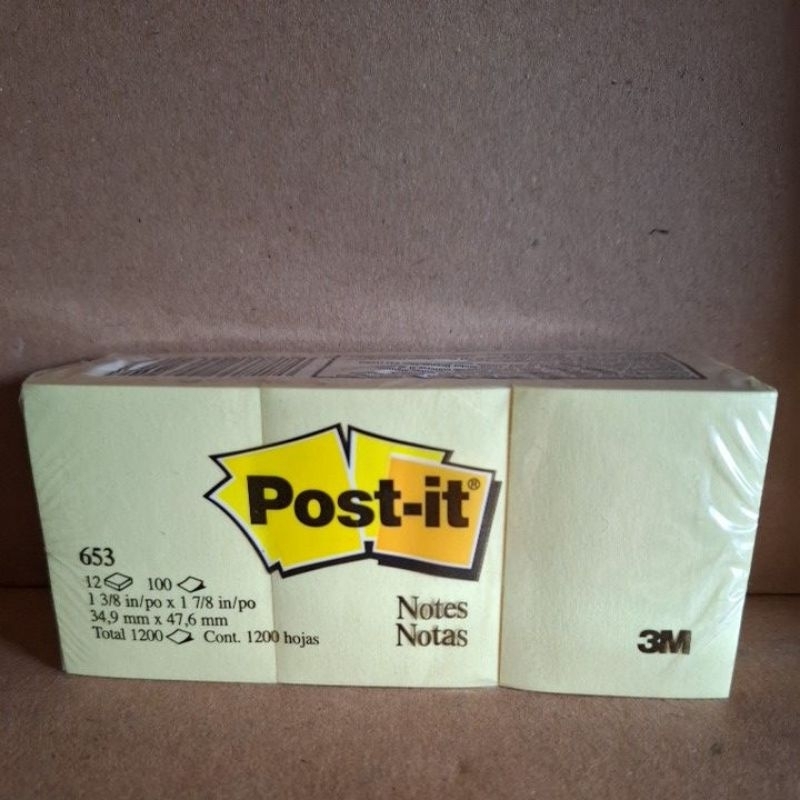 Post-it®
653
12 100
1 3/8 in/po x 1 7/8 in/po
34,9 mm x 47,6 mm
Total 1200 Cont. 1200 hojas
Notes
Notas
3M